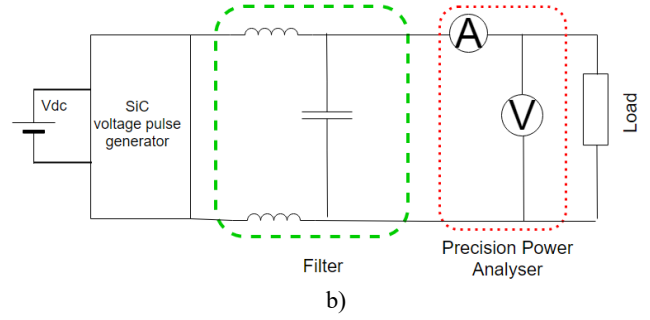 A
Vdc
SiC
voltage pulse
generator
V
Load
Filter
Precision Power
Analyser
b)